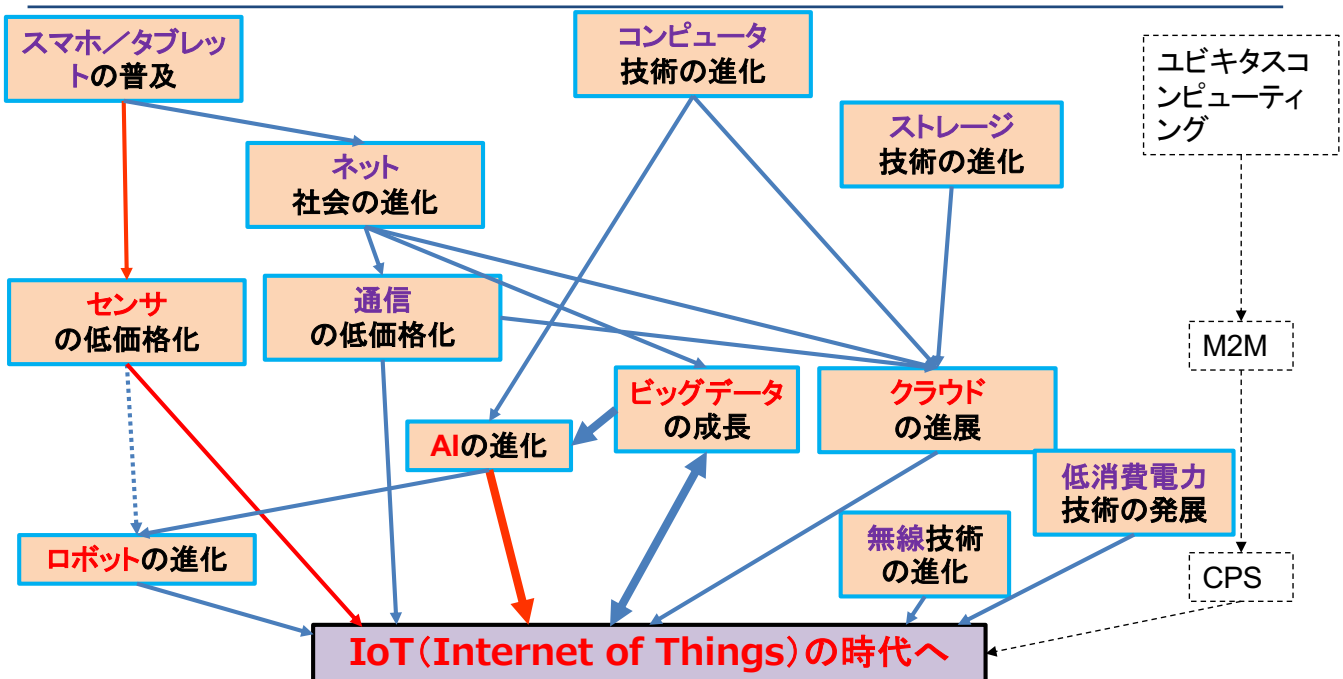 スマホ／タブレッ
トの普及
コンピュータ
技術の進化
ユビキタスコ
ンピューティ
ング
ストレージ
技術の進化
ネット
社会の進化
センサ
の低価格化
通信
の低価格化
M2M
ビッグデータ
の成長
クラウド
の進展
AIの進化
低消費電力
技術の発展
ロボットの進化
無線技術
の進化
CPS
IoT（Internet of Things）の時代へ